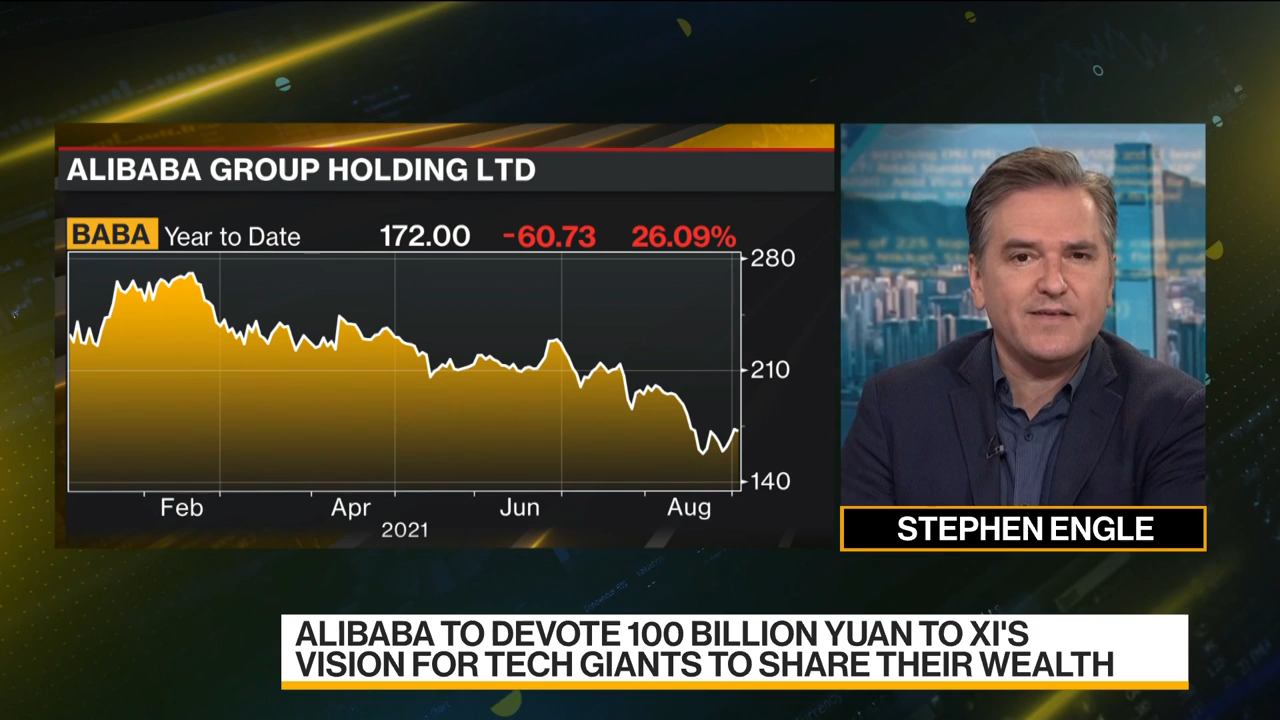 ALIBABA GROUP HOLDING LTD
BABA Year to Date 172.00 -60.73 26.09%
280
210
140
Feb Apr Jun Aug
2021
STEPHEN ENGLE
ALIBABA TO DEVOTE 100 BILLION YUAN TO XI'S
VISION FOR TECH GIANTS TO SHARE THEIR WEALTH